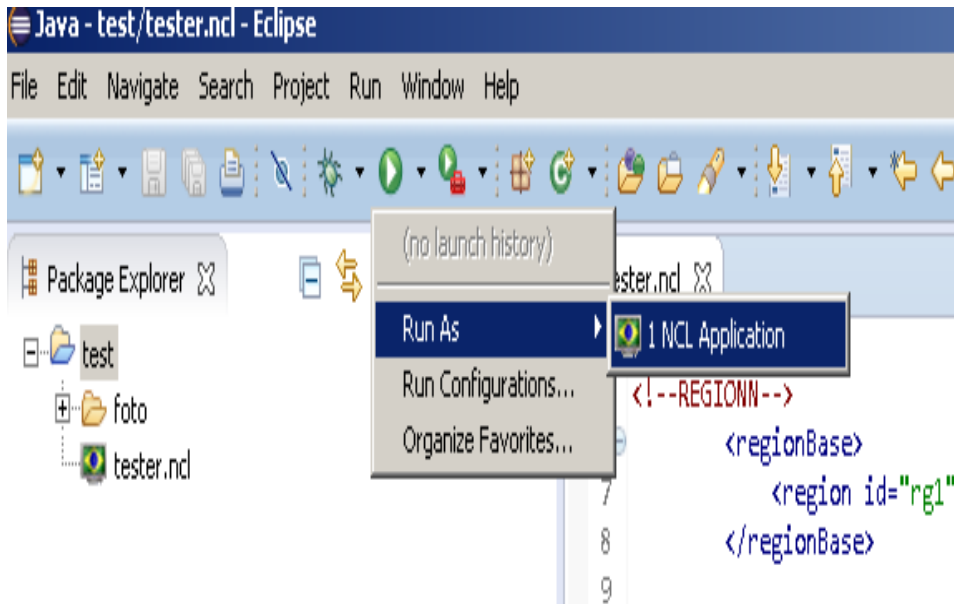 Java - test/tester.ncl - Eclipse
File Edit Navigate Search Project Run Window Help
(no launch history)
Package Explorer
ester.ncl
Run As
1 NCL Application
test
Run Configurations...
<!--REGIONN-->
foto
Organize Favorites...
<regionBase>
tester.ncl
7 <region id="rg1"
8 </regionBase>
9